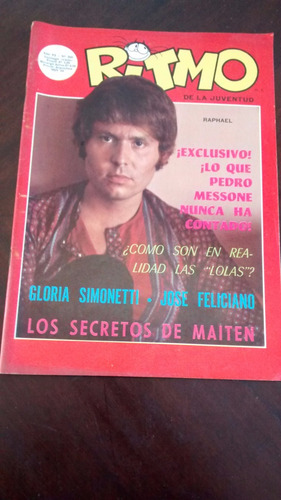 RITMO
DE LA JUVENTUD
RAPHAEL
¡EXCLUSIVO!
¡LO QUE
PEDRO
MESSONE
NUNCA HA
CONTADO!
¿COMO SON EN REA-
LIDAD LAS "LOLAS"?
GLORIA SIMONETTI • JOSE FELICIANO
LOS SECRETOS DE MAITEN